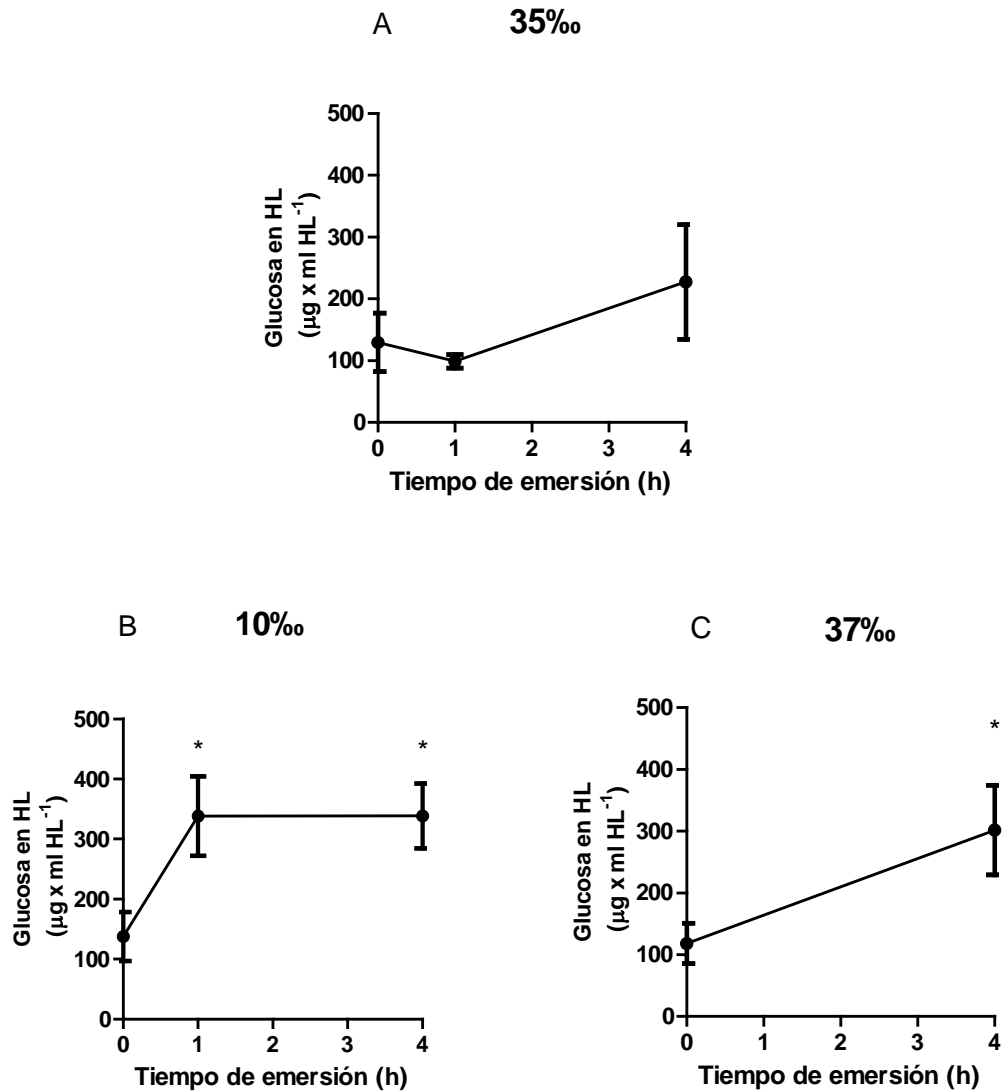 A 35‰
500
400
300
200
100
0
Glucosa en HL
(µg x ml HL⁻¹)
0 1 2 3 4
Tiempo de emersión (h)
B 10‰
500
400
300
200
100
0
Glucosa en HL
(µg x ml HL⁻¹)
* *
0 1 2 3 4
Tiempo de emersión (h)
C 37‰
500
400
300
200
100
0
Glucosa en HL
(µg x ml HL⁻¹)
*
0 1 2 3 4
Tiempo de emersión (h)